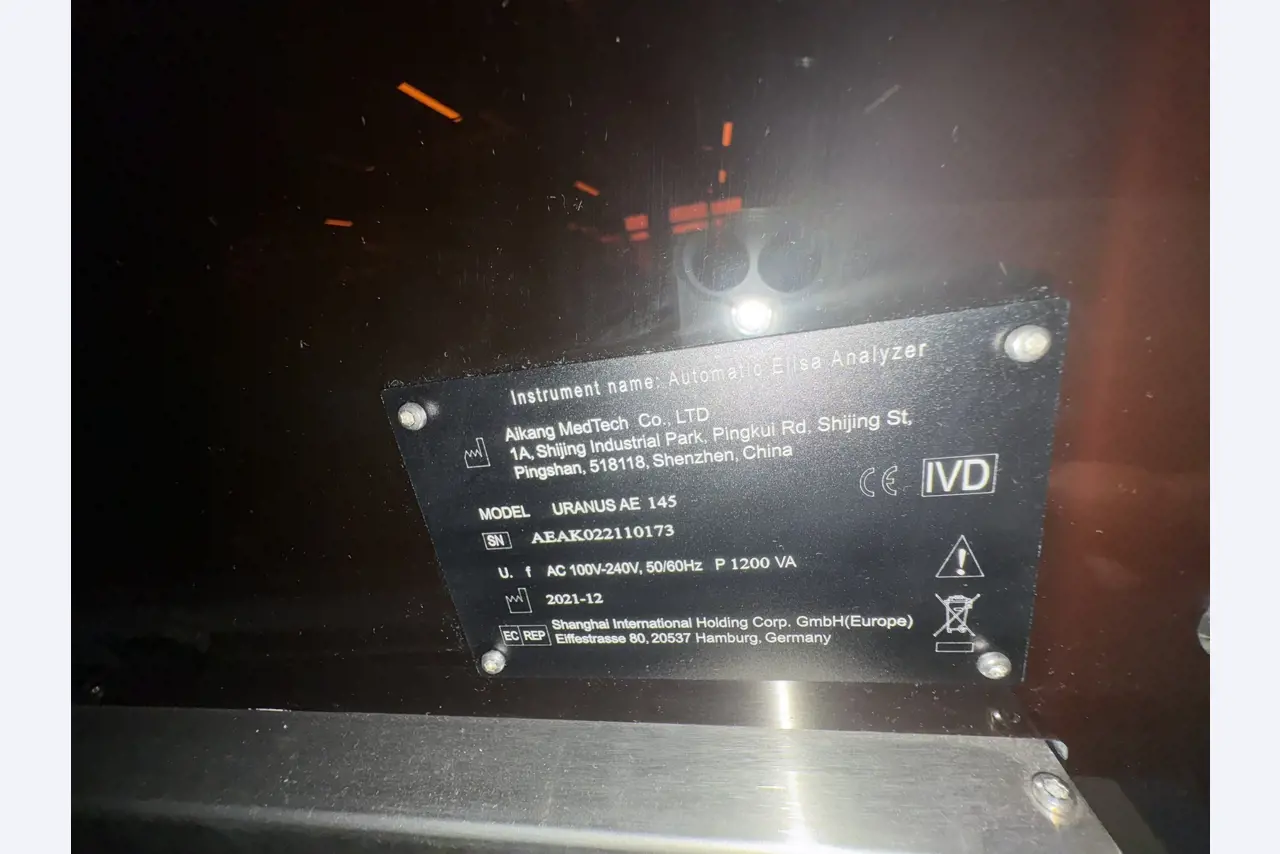 Instrument name: Automatic Elisa Analyzer
Aikang MedTech Co., LTD
1A, Shijing Industrial Park, Pingkui Rd, Shijing St,
Pingshan, 518118, Shenzhen, China
CE IVD
MODEL URANUS AE 145
SN AEAK022110173
U. f AC 100V-240V, 50/60Hz P 1200 VA
2021-12
EC REP Shanghai International Holding Corp. GmbH(Europe)
Eiffestrasse 80, 20537 Hamburg, Germany